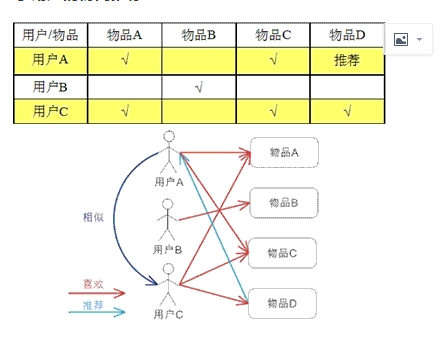 用户/物品 物品A 物品B 物品C 物品D
用户A √ √ 推荐
用户B √
用户C √ √ √
物品A
用户A
物品B
相似
用户B
物品C
喜欢
物品D
推荐
用户C